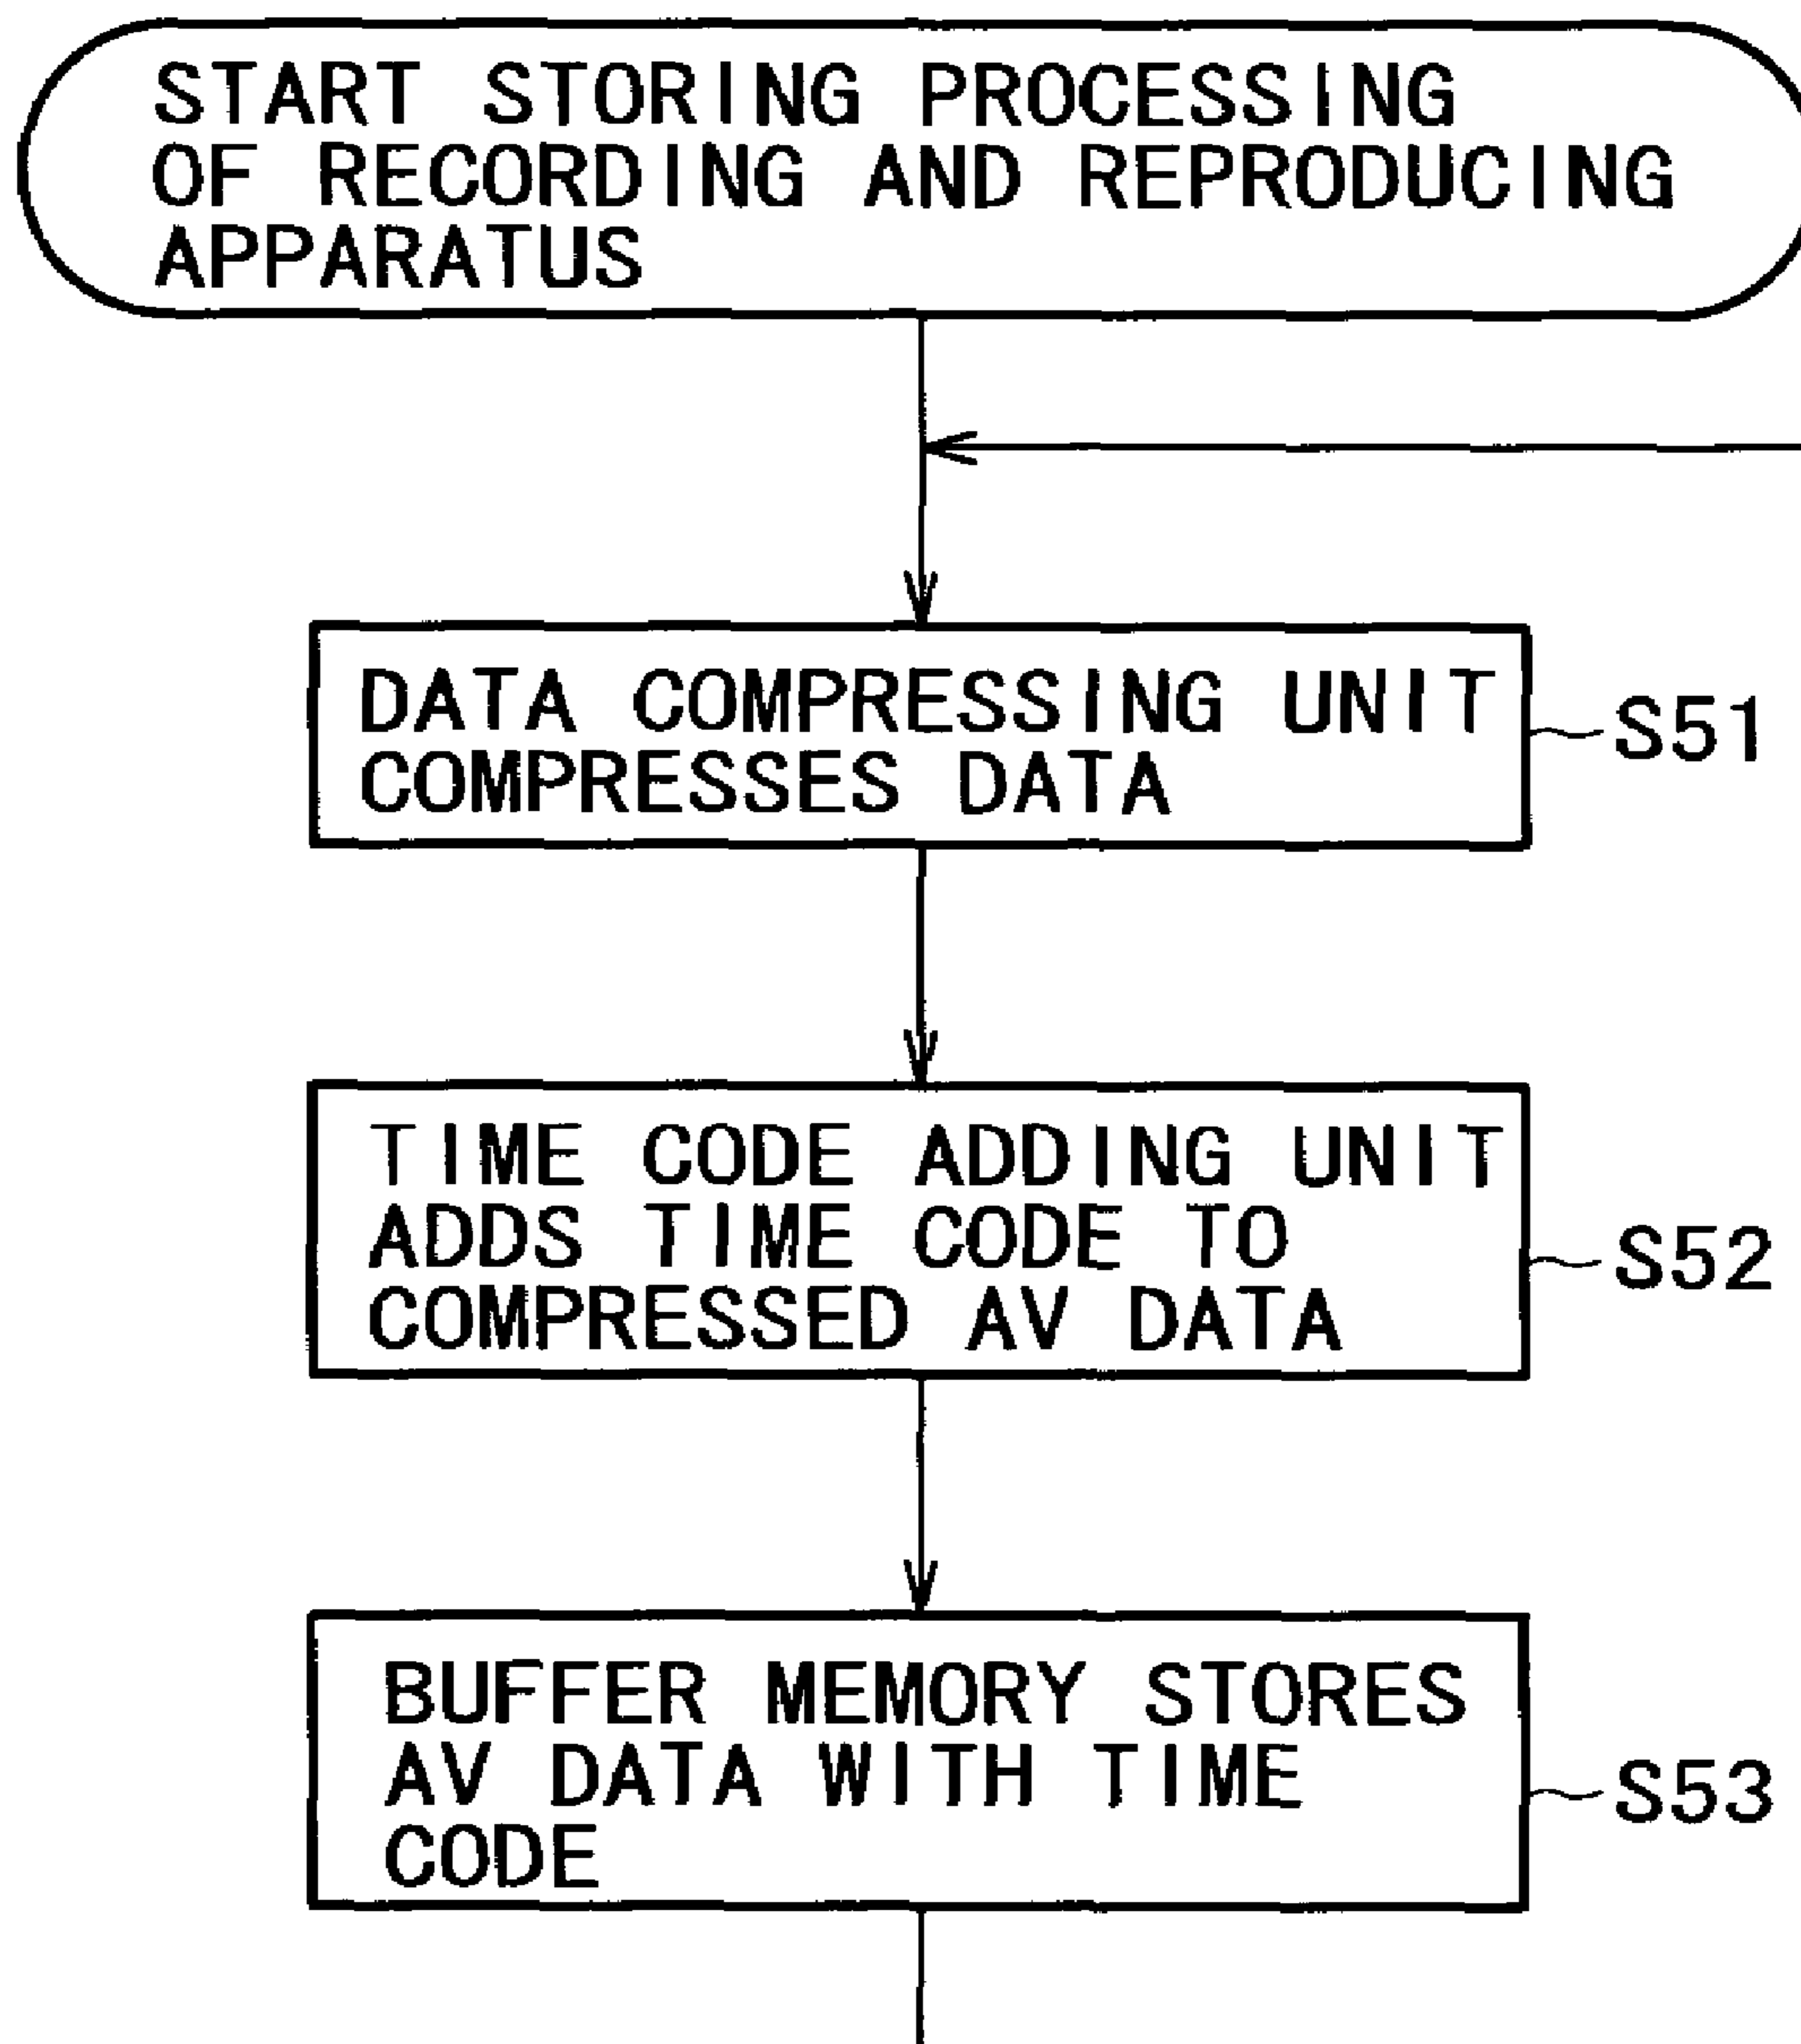 START STORING PROCESSING
OF RECORDING AND REPRODUCING
APPARATUS
DATA COMPRESSING UNIT
COMPRESSES DATA
S51
TIME CODE ADDING UNIT
ADDS TIME CODE TO
COMPRESSED AV DATA
S52
BUFFER MEMORY STORES
AV DATA WITH TIME
CODE
S53